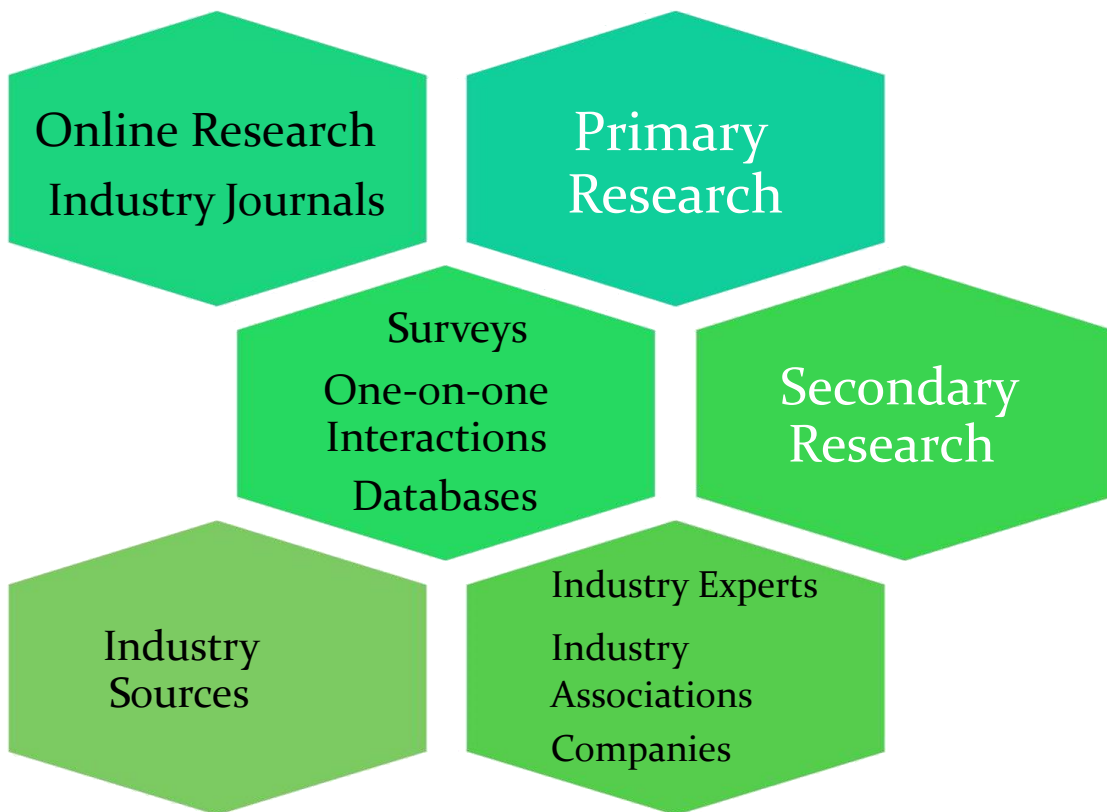 Online Research
Industry Journals
Primary
Research
Surveys
One-on-one
Interactions
Databases
Secondary
Research
Industry
Sources
Industry Experts
Industry
Associations
Companies